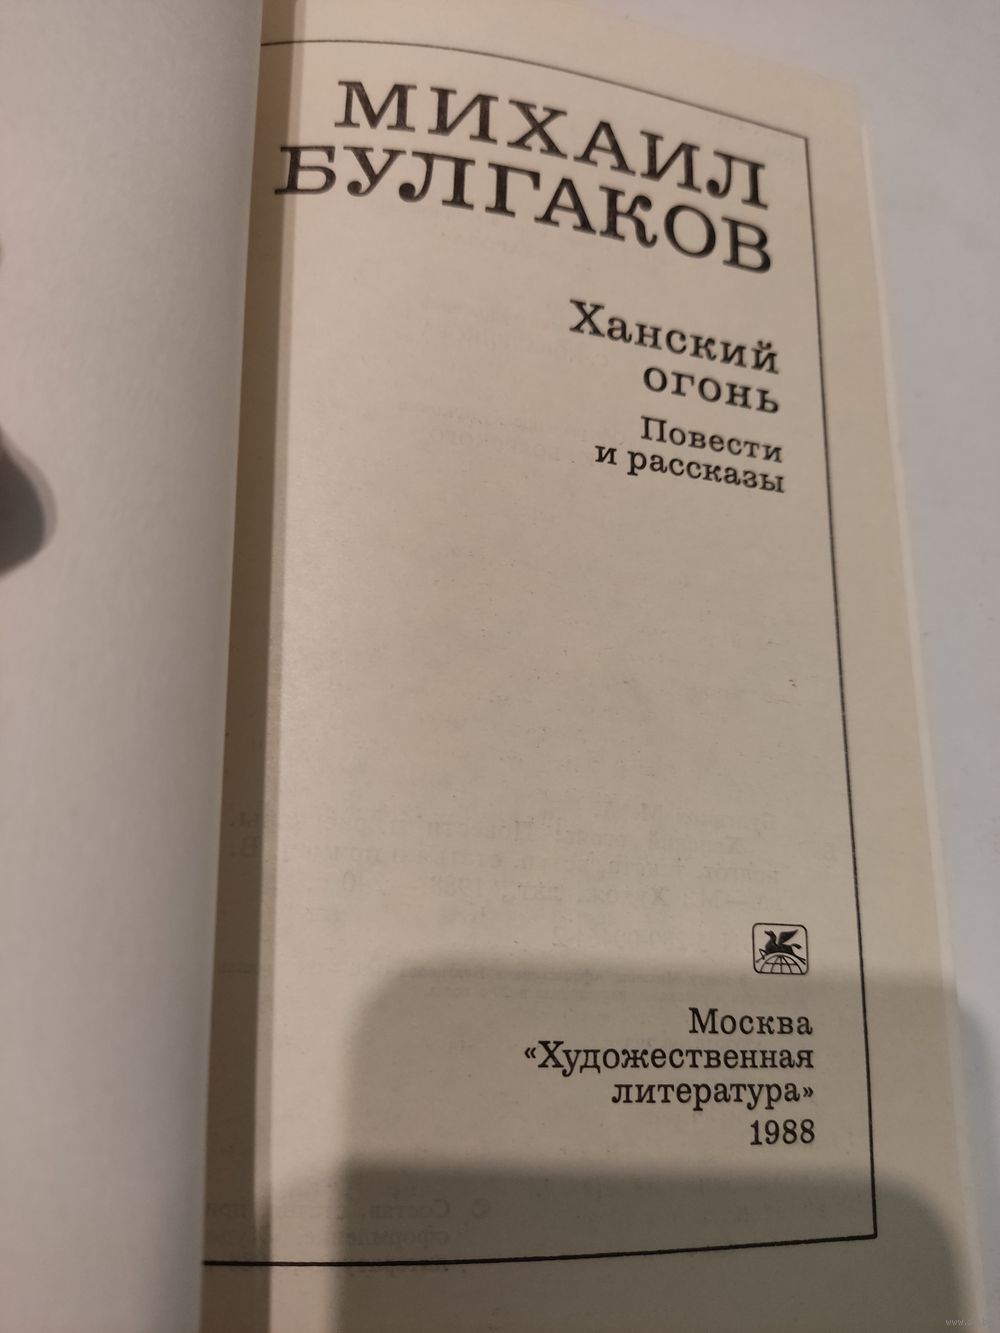 МИХАИЛ
БУЛГАКОВ
Ханский
огонь
Повести
и рассказы
Москва
«Художественная
литература»
1988